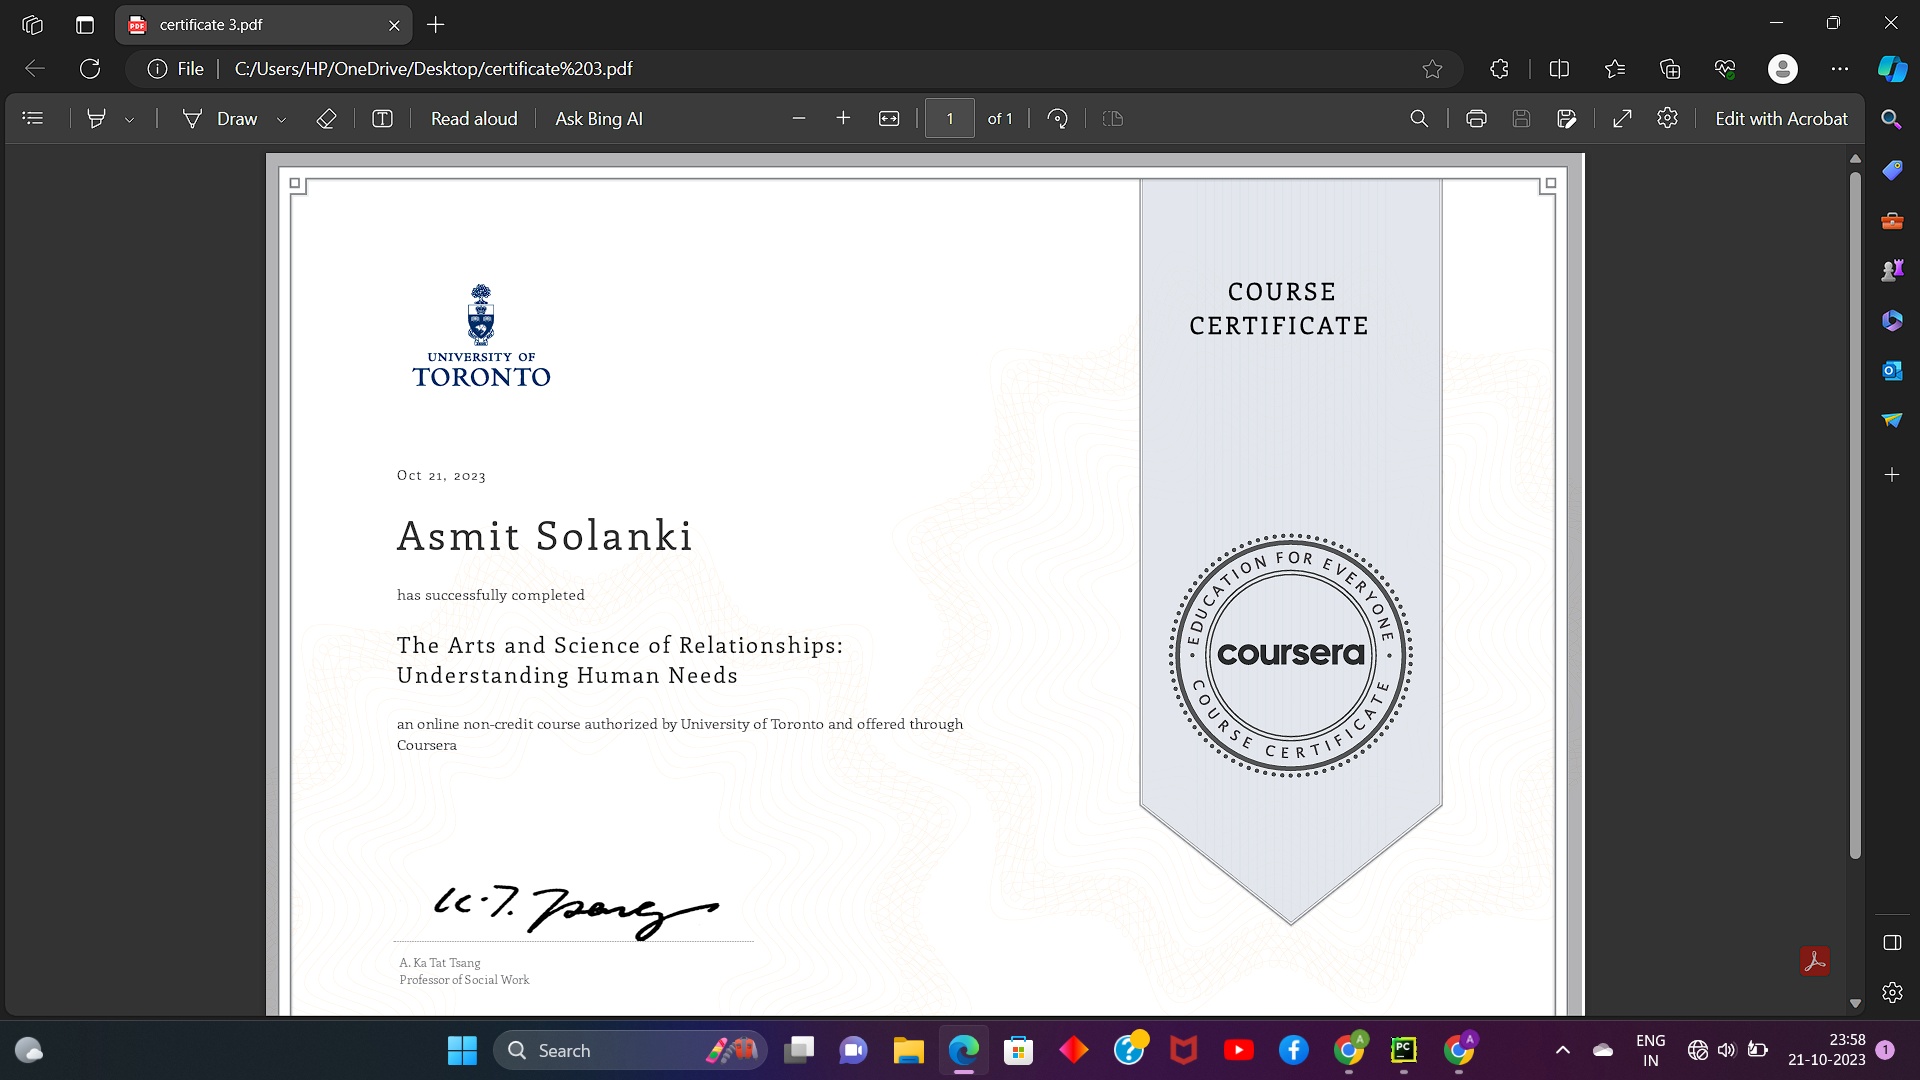 certificate 3.pdf
File
C:/Users/HP/OneDrive/Desktop/certificate%203.pdf
Draw
Read aloud
Ask Bing AI
1
of 1
Edit with Acrobat
COURSE
CERTIFICATE
UNIVERSITY OF
TORONTO
Oct 21, 2023
Asmit Solanki
has successfully completed
The Arts and Science of Relationships:
Understanding Human Needs
an online non-credit course authorized by University of Toronto and offered through
Coursera
EDUCATION FOR EVERYONE
coursera
COURSE CERTIFICATE
K.T. Tsang
A. Ka Tat Tsang
Professor of Social Work
Search
ENG
IN
23:58
21-10-2023
1